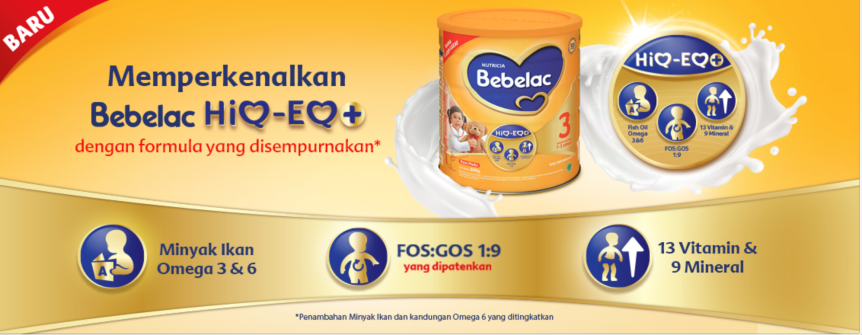 BARU
Memperkenalkan
Bebelac HiQ-EQ+
dengan formula yang disempurnakan*
NUTRICIA
Bebelac
HiQ-EQ+
3
HiQ-EQ+
Fish Oil
Omega
3&6
FOS:GOS
1:9
13 Vitamin &
9 Mineral
A
Minyak Ikan
Omega 3 & 6
FOS:GOS 1:9
yang dipatenkan
13 Vitamin &
9 Mineral
*Penambahan Minyak Ikan dan kandungan Omega 6 yang ditingkatkan